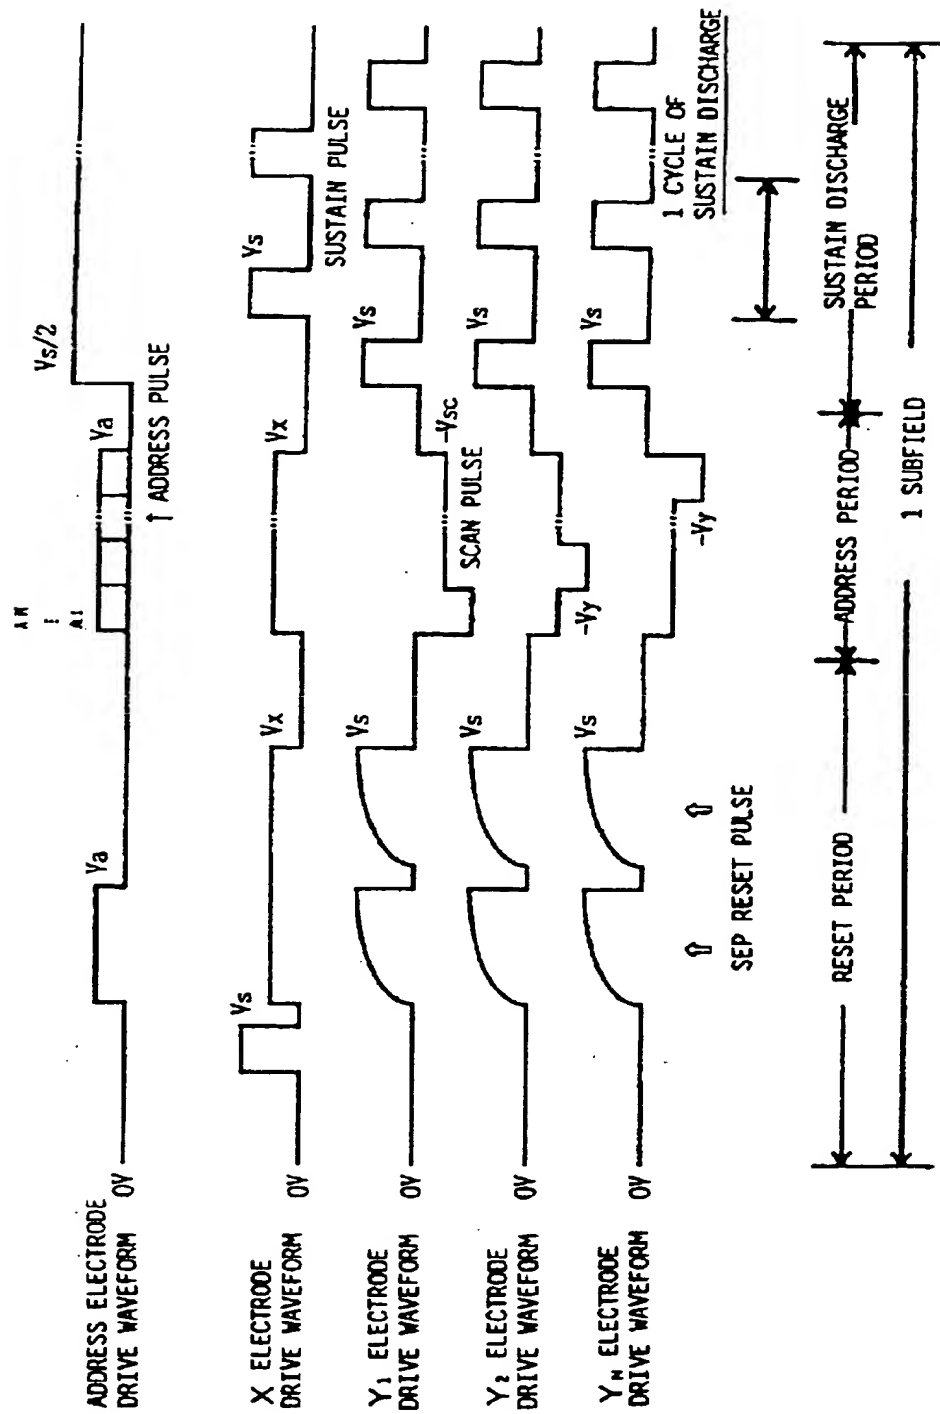 ADDRESS ELECTRODE
DRIVE WAVEFORM
0V
Va
AM
⋮
A1
Va
↑ ADDRESS PULSE
Vs/2
X ELECTRODE
DRIVE WAVEFORM
0V
Vs
Vx
Vx
Vs
SUSTAIN PULSE
Y1 ELECTRODE
DRIVE WAVEFORM
0V
Vs
SCAN PULSE
-Vsc
Vs
Y2 ELECTRODE
DRIVE WAVEFORM
0V
Vs
-Vy
Vs
YN ELECTRODE
DRIVE WAVEFORM
0V
Vs
-Vy
Vs
1 CYCLE OF
SUSTAIN DISCHARGE
SEP RESET PULSE
RESET PERIOD
ADDRESS PERIOD
SUSTAIN DISCHARGE
PERIOD
1 SUBFIELD